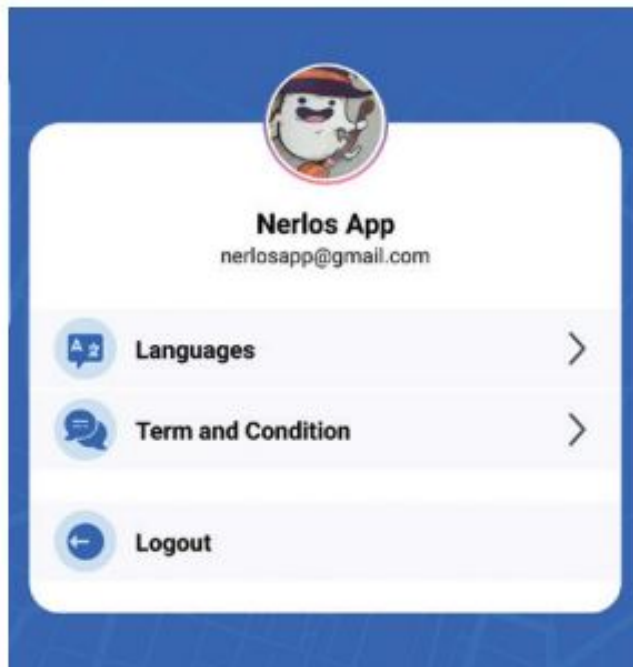 Nerlos App
nerlosapp@gmail.com
Languages
Term and Condition
Logout